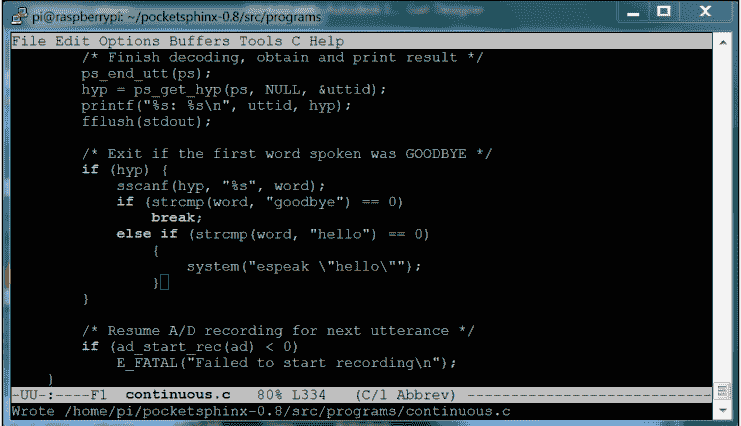 pi@raspberrypi: ~/pocketsphinx-0.8/src/programs
File Edit Options Buffers Tools C Help
/* Finish decoding, obtain and print result */
ps_end_utt(ps);
hyp = ps_get_hyp(ps, NULL, &uttid);
printf("%s: %s\n", uttid, hyp);
fflush(stdout);
/* Exit if the first word spoken was GOODBYE */
if (hyp) {
sscanf(hyp, "%s", word);
if (strcmp(word, "goodbye") == 0)
break;
else if (strcmp(word, "hello") == 0)
{
system("espeak \"hello\"");
}
}
/* Resume A/D recording for next utterance */
if (ad_start_rec(ad) < 0)
E_FATAL("Failed to start recording\n");
}
-UU-:----F1 continuous.c 80% L334 (C/l Abbrev) ----------------------------
Wrote /home/pi/pocketsphinx-0.8/src/programs/continuous.c